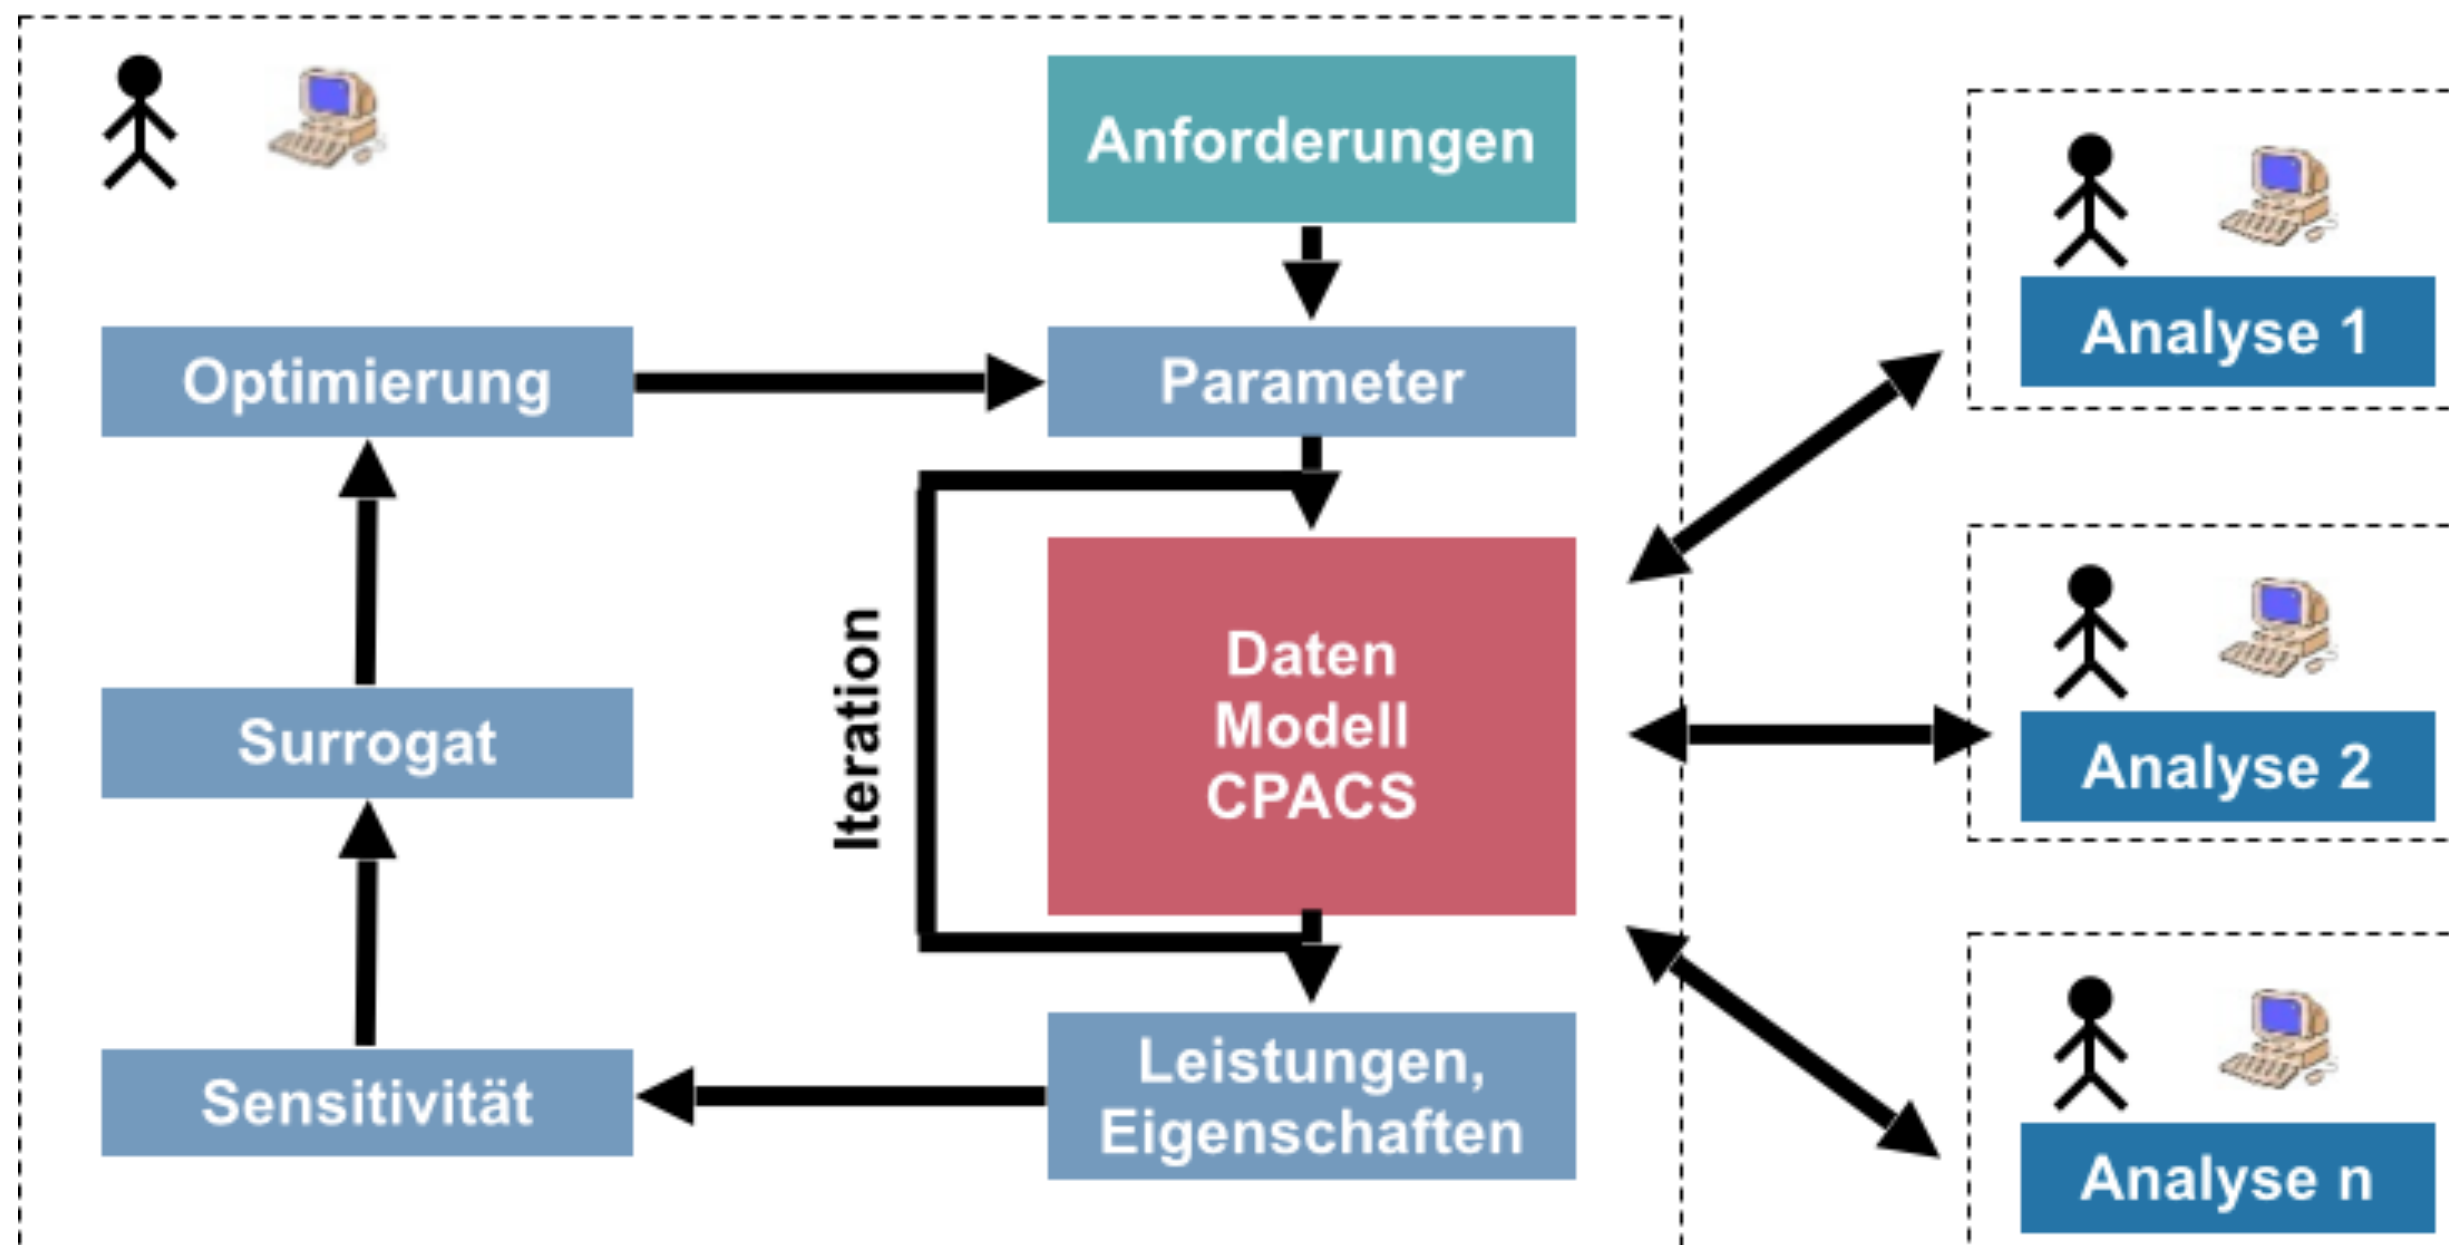 Anforderungen
Optimierung
Parameter
Iteration
Daten
Modell
CPACS
Surrogat
Sensitivität
Leistungen,
Eigenschaften
Analyse 1
Analyse 2
Analyse n